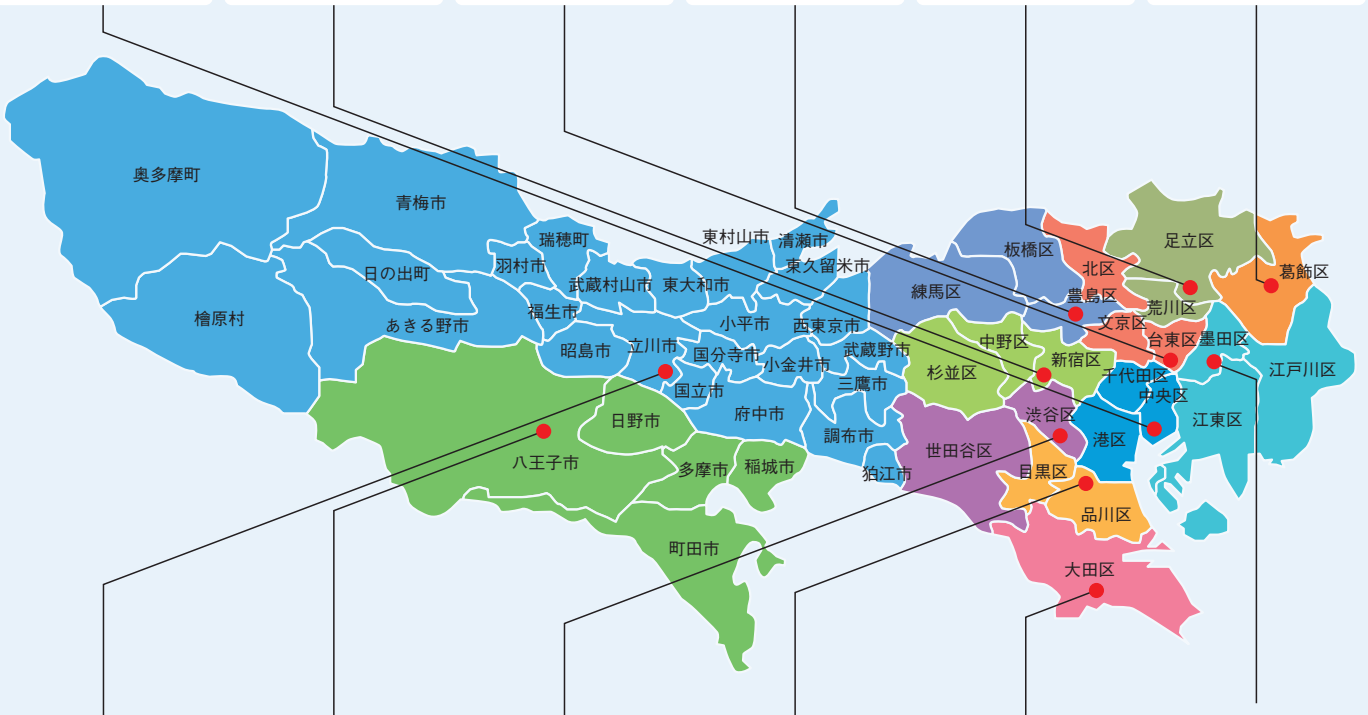 奥多摩町
青梅市
檜原村
日の出町
あきる野市
瑞穂町
羽村市
福生市
武蔵村山市
東大和市
東村山市
清瀬市
東久留米市
昭島市
立川市
国分寺市
小平市
西東京市
小金井市
武蔵野市
三鷹市
国立市
府中市
調布市
狛江市
日野市
八王子市
多摩市
稲城市
町田市
練馬区
板橋区
北区
足立区
葛飾区
豊島区
荒川区
文京区
台東区
墨田区
中野区
新宿区
杉並区
千代田区
中央区
江戸川区
江東区
渋谷区
港区
世田谷区
目黒区
品川区
大田区